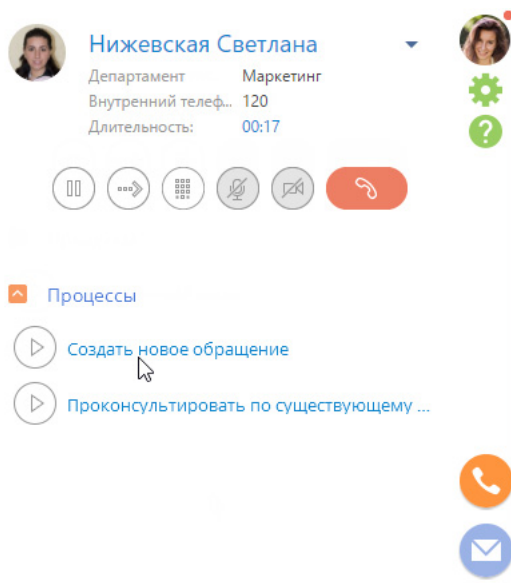 Нижевская Светлана
Департамент Маркетинг
Внутренний телеф... 120
Длительность: 00:17
Процессы
Создать новое обращение
Проконсультировать по существующему ...